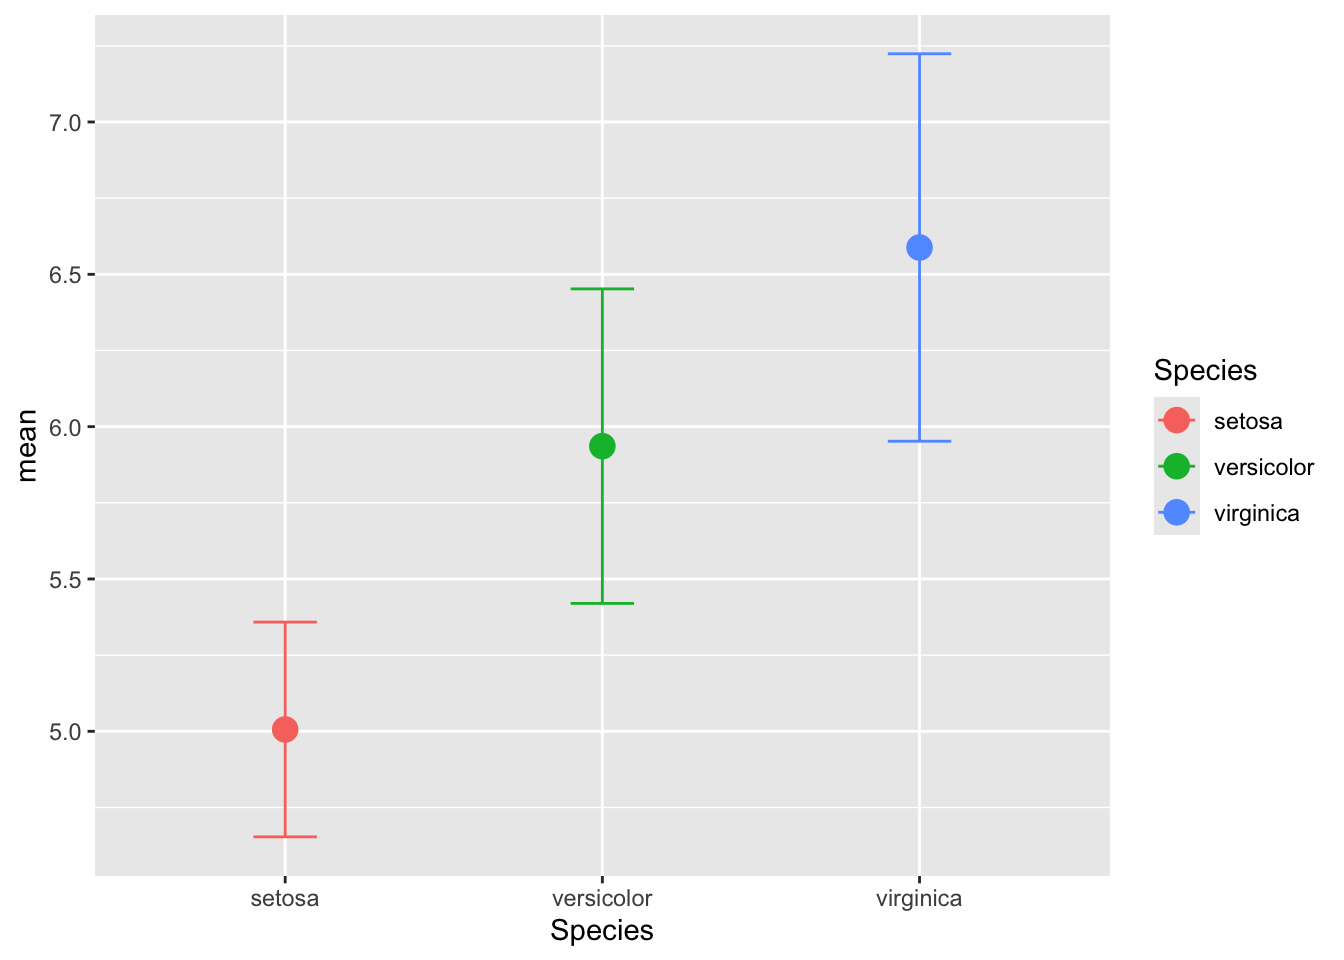 7.0
6.5
6.0
5.5
5.0
mean
setosa
versicolor
virginica
Species
Species
setosa
versicolor
virginica